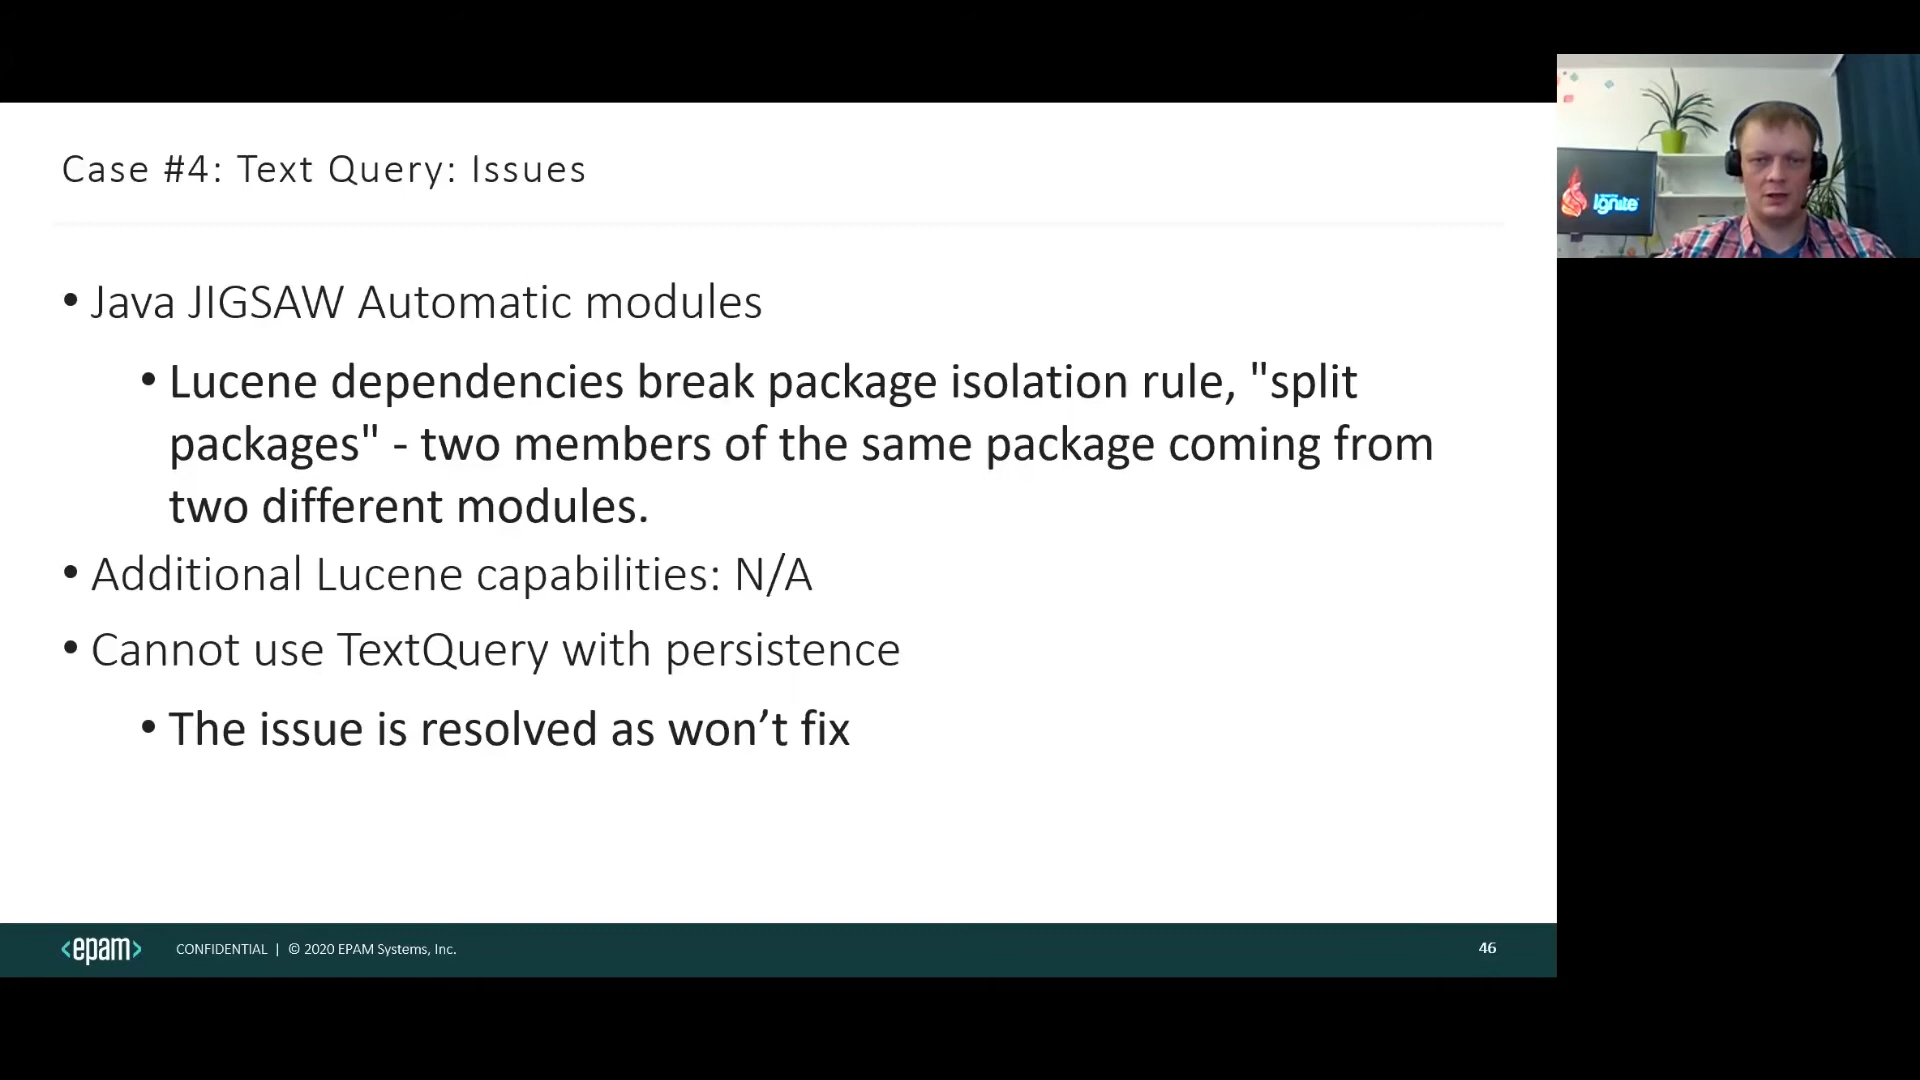 Case #4: Text Query: Issues
• Java JIGSAW Automatic modules
• Lucene dependencies break package isolation rule, "split
packages" - two members of the same package coming from
two different modules.
• Additional Lucene capabilities: N/A
• Cannot use TextQuery with persistence
• The issue is resolved as won’t fix
<epam> CONFIDENTIAL | © 2020 EPAM Systems, Inc.
46
Ignite